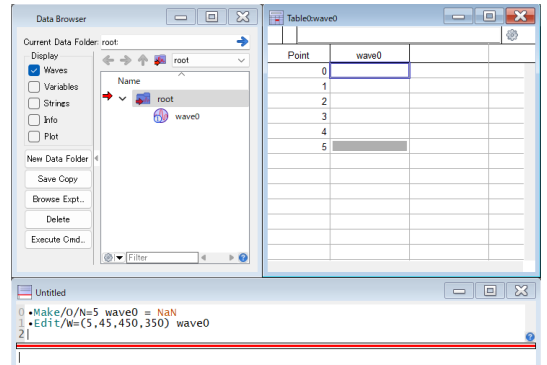 Data Browser
Current Data Folder: root:
Display
Waves
Variables
Strings
Info
Plot
New Data Folder
Save Copy
Browse Expt...
Delete
Execute Cmd...
root
Name
root
wave0
Filter
Table0:wave0
Point wave0
0
1
2
3
4
5
Untitled
0 •Make/O/N=5 wave0 = NaN
1 •Edit/W=(5,45,450,350) wave0
2